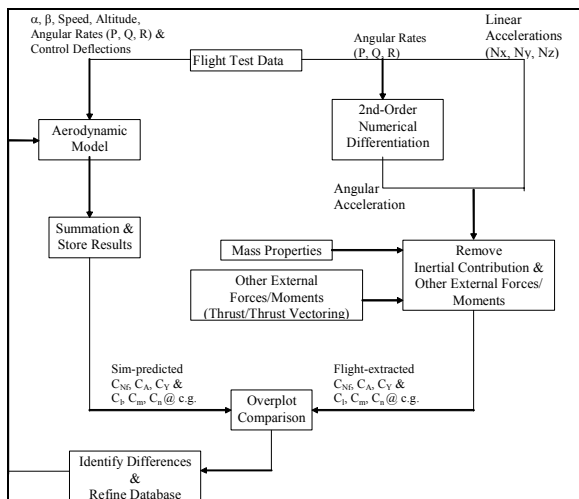 α, β, Speed, Altitude,
Angular Rates (P, Q, R) &
Control Deflections
Flight Test Data
Angular Rates
(P, Q, R)
Linear
Accelerations
(Nx, Ny, Nz)
Aerodynamic
Model
2nd-Order
Numerical
Differentiation
Angular
Acceleration
Summation &
Store Results
Mass Properties
Other External
Forces/Moments
(Thrust/Thrust Vectoring)
Remove
Inertial Contribution &
Other External Forces/
Moments
Sim-predicted
C_Nf, C_A, C_Y &
C_l, C_m, C_n @ c.g.
Flight-extracted
C_Nf, C_A, C_Y &
C_l, C_m, C_n @ c.g.
Overplot
Comparison
Identify Differences
&
Refine Database